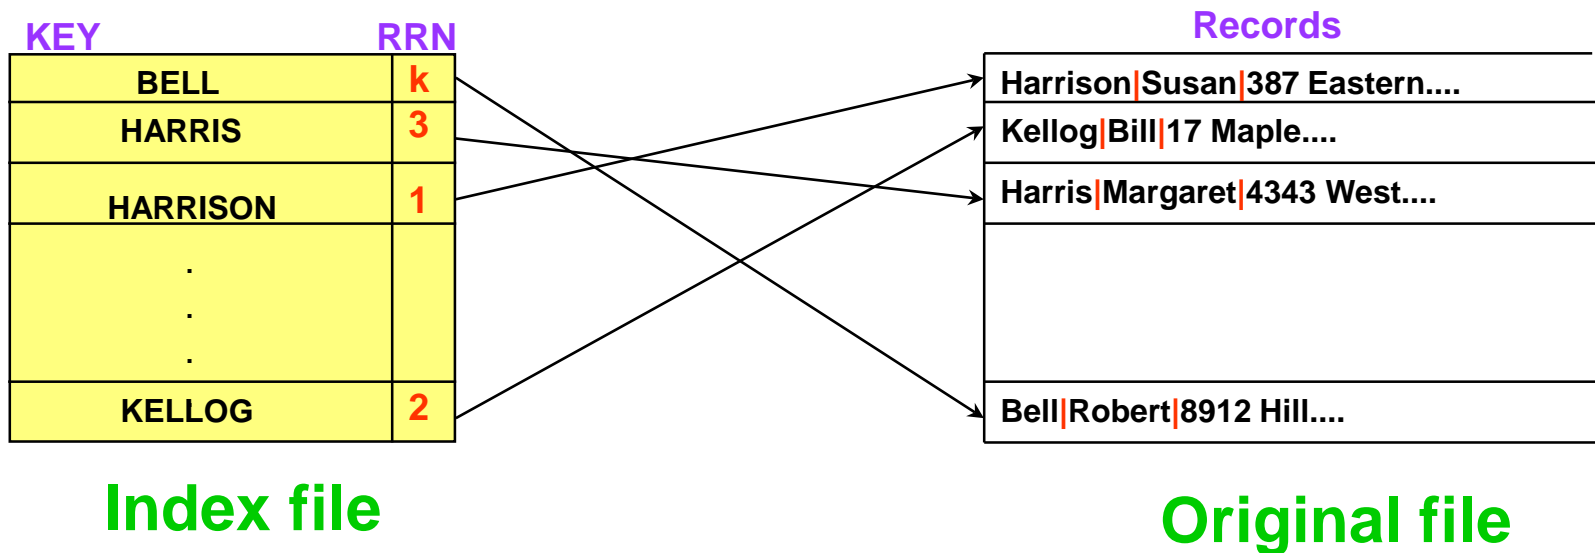 KEY RRN
BELL k
HARRIS 3
HARRISON 1
.
.
.
KELLOG 2
Index file
Records
Harrison|Susan|387 Eastern....
Kellog|Bill|17 Maple....
Harris|Margaret|4343 West....
Bell|Robert|8912 Hill....
Original file